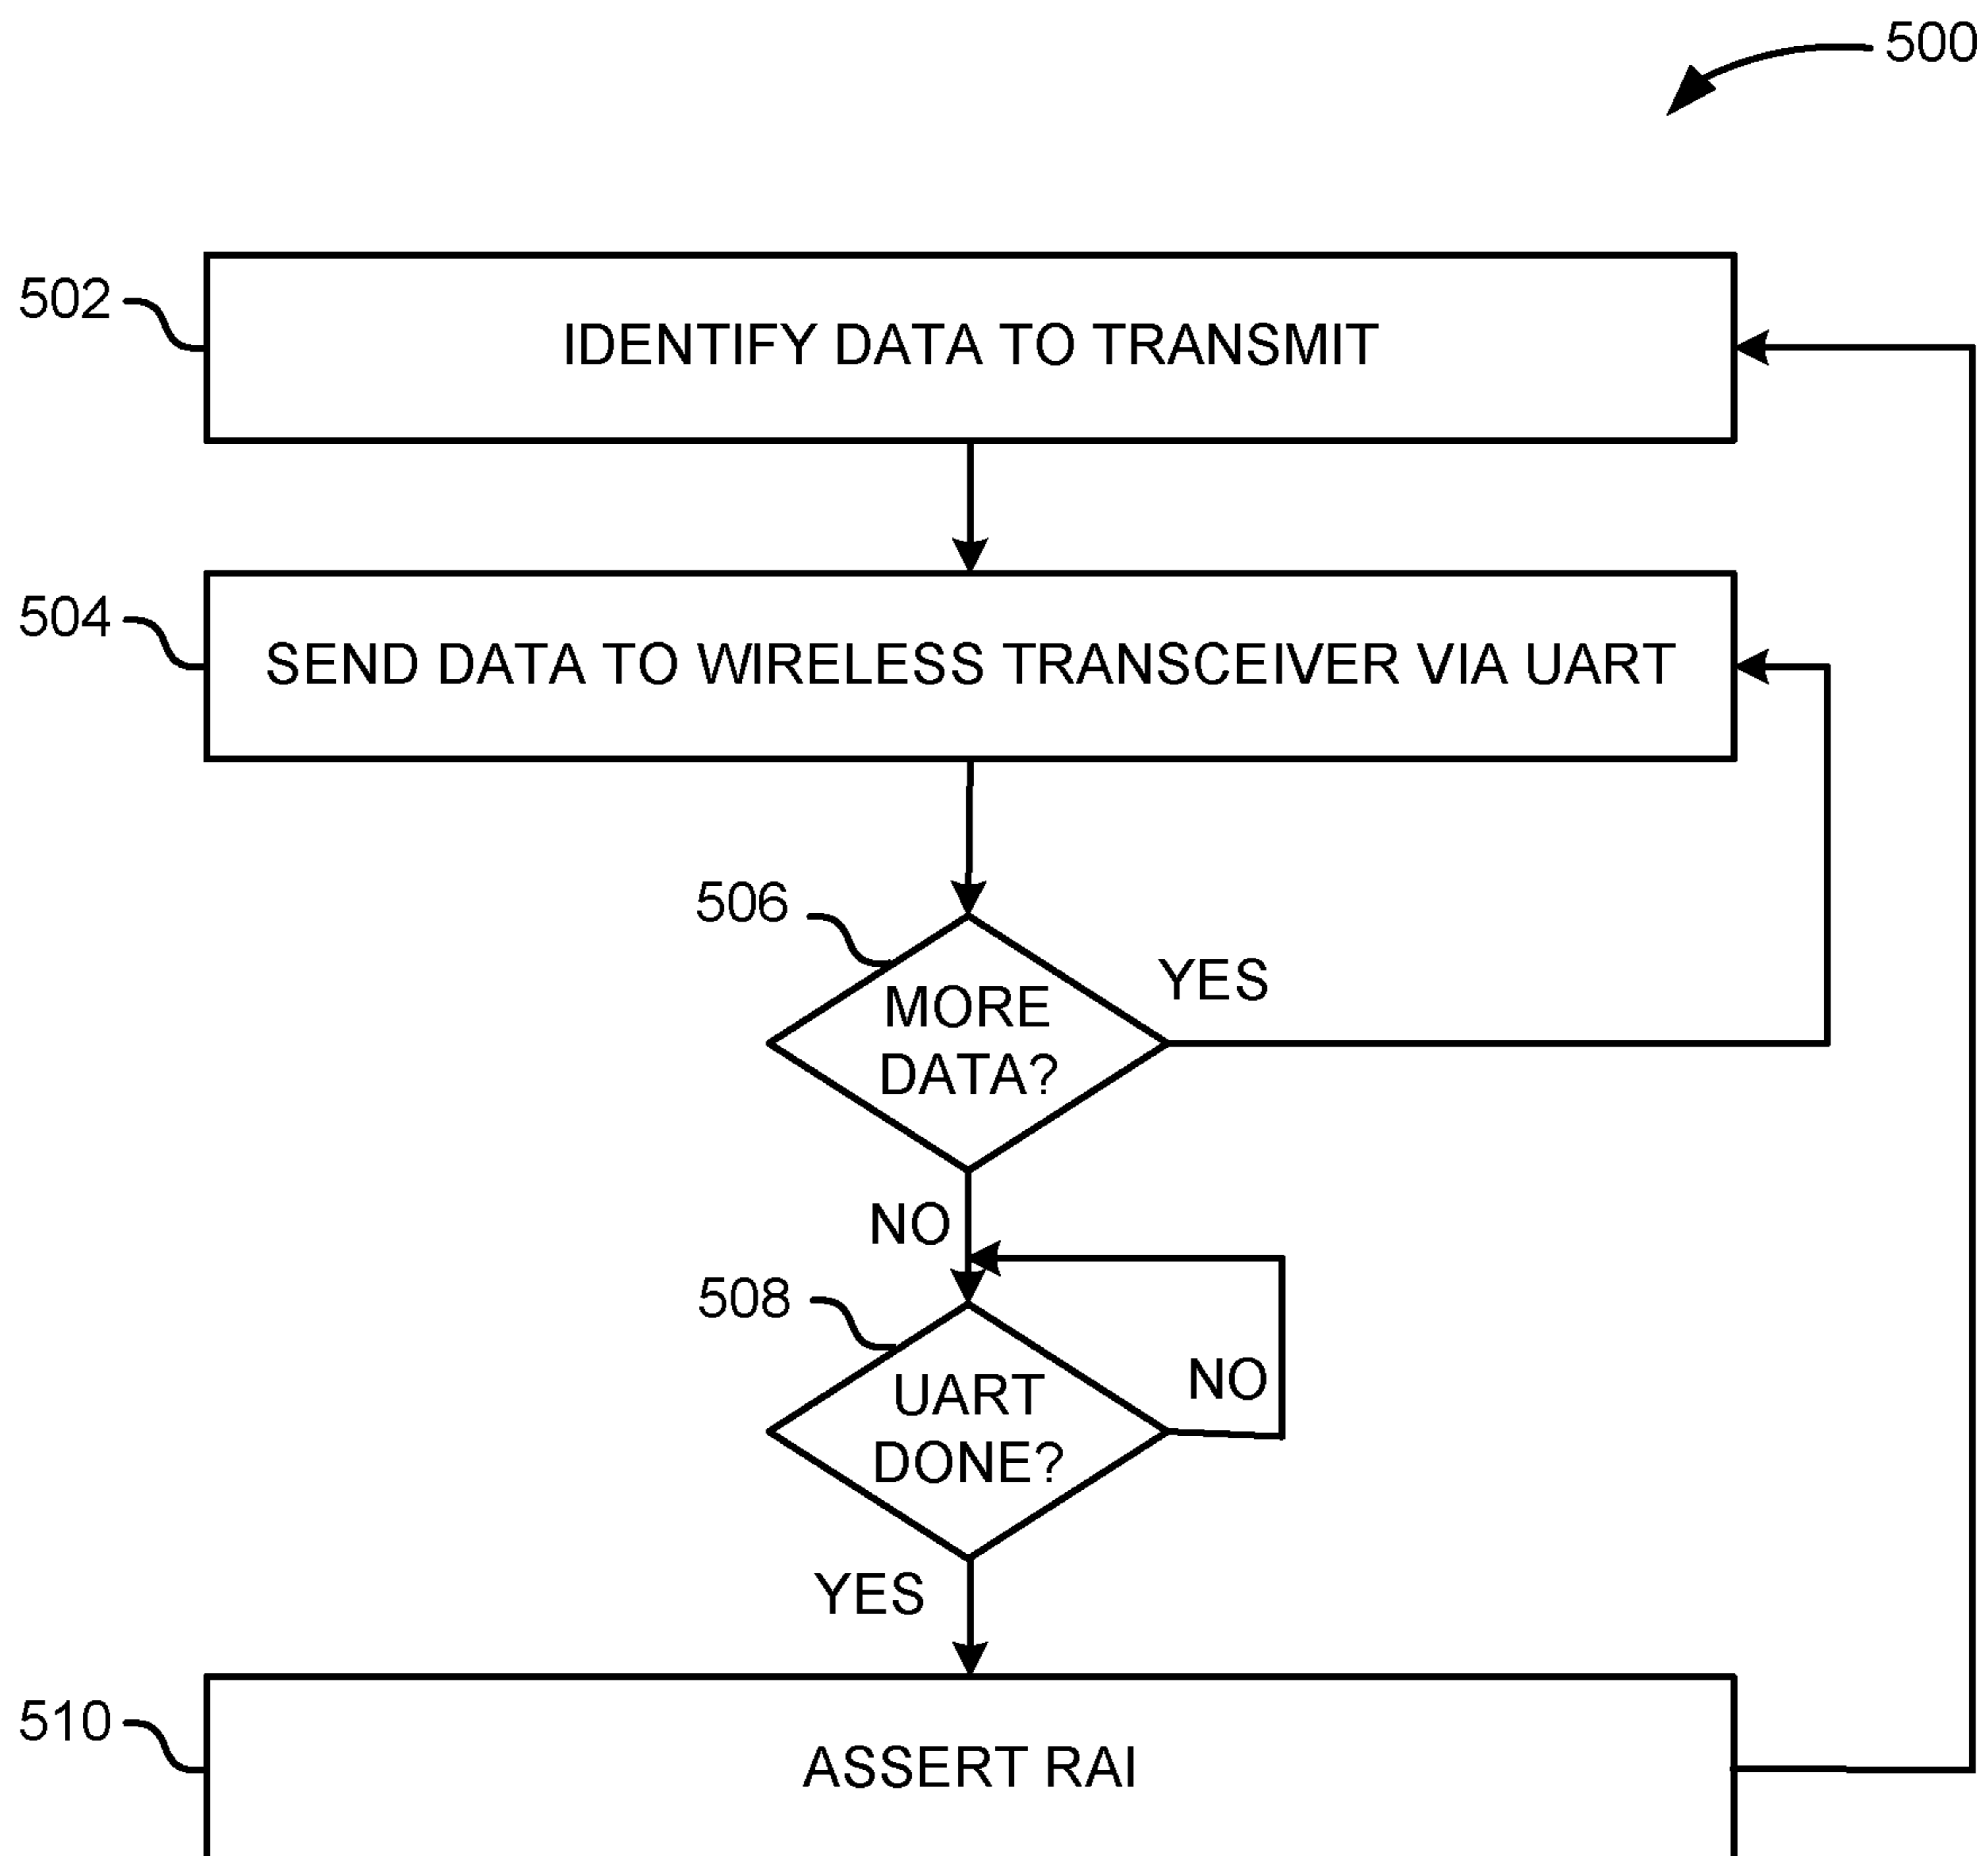 500
502
IDENTIFY DATA TO TRANSMIT
504
SEND DATA TO WIRELESS TRANSCEIVER VIA UART
506
MORE
DATA?
YES
NO
508
UART
DONE?
NO
YES
510
ASSERT RAI